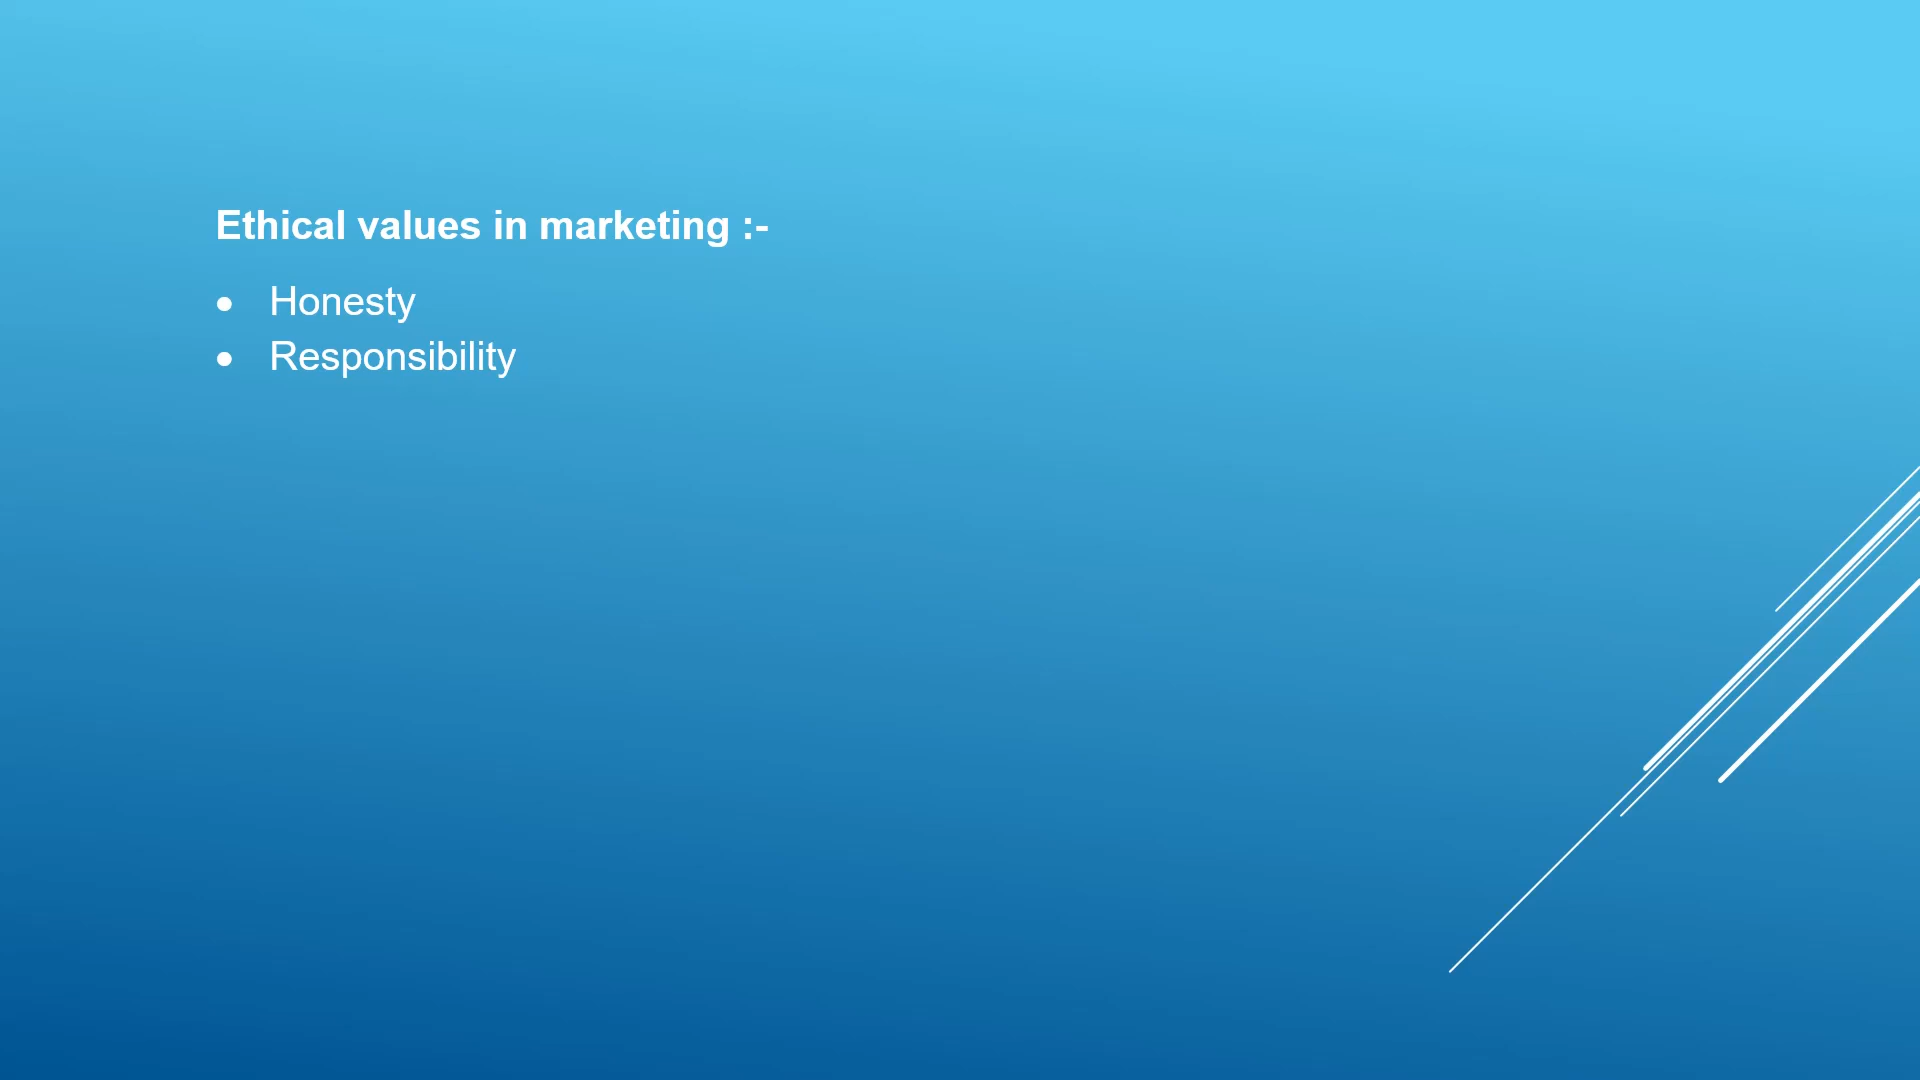 Ethical values in marketing :-
● Honesty
● Responsibility